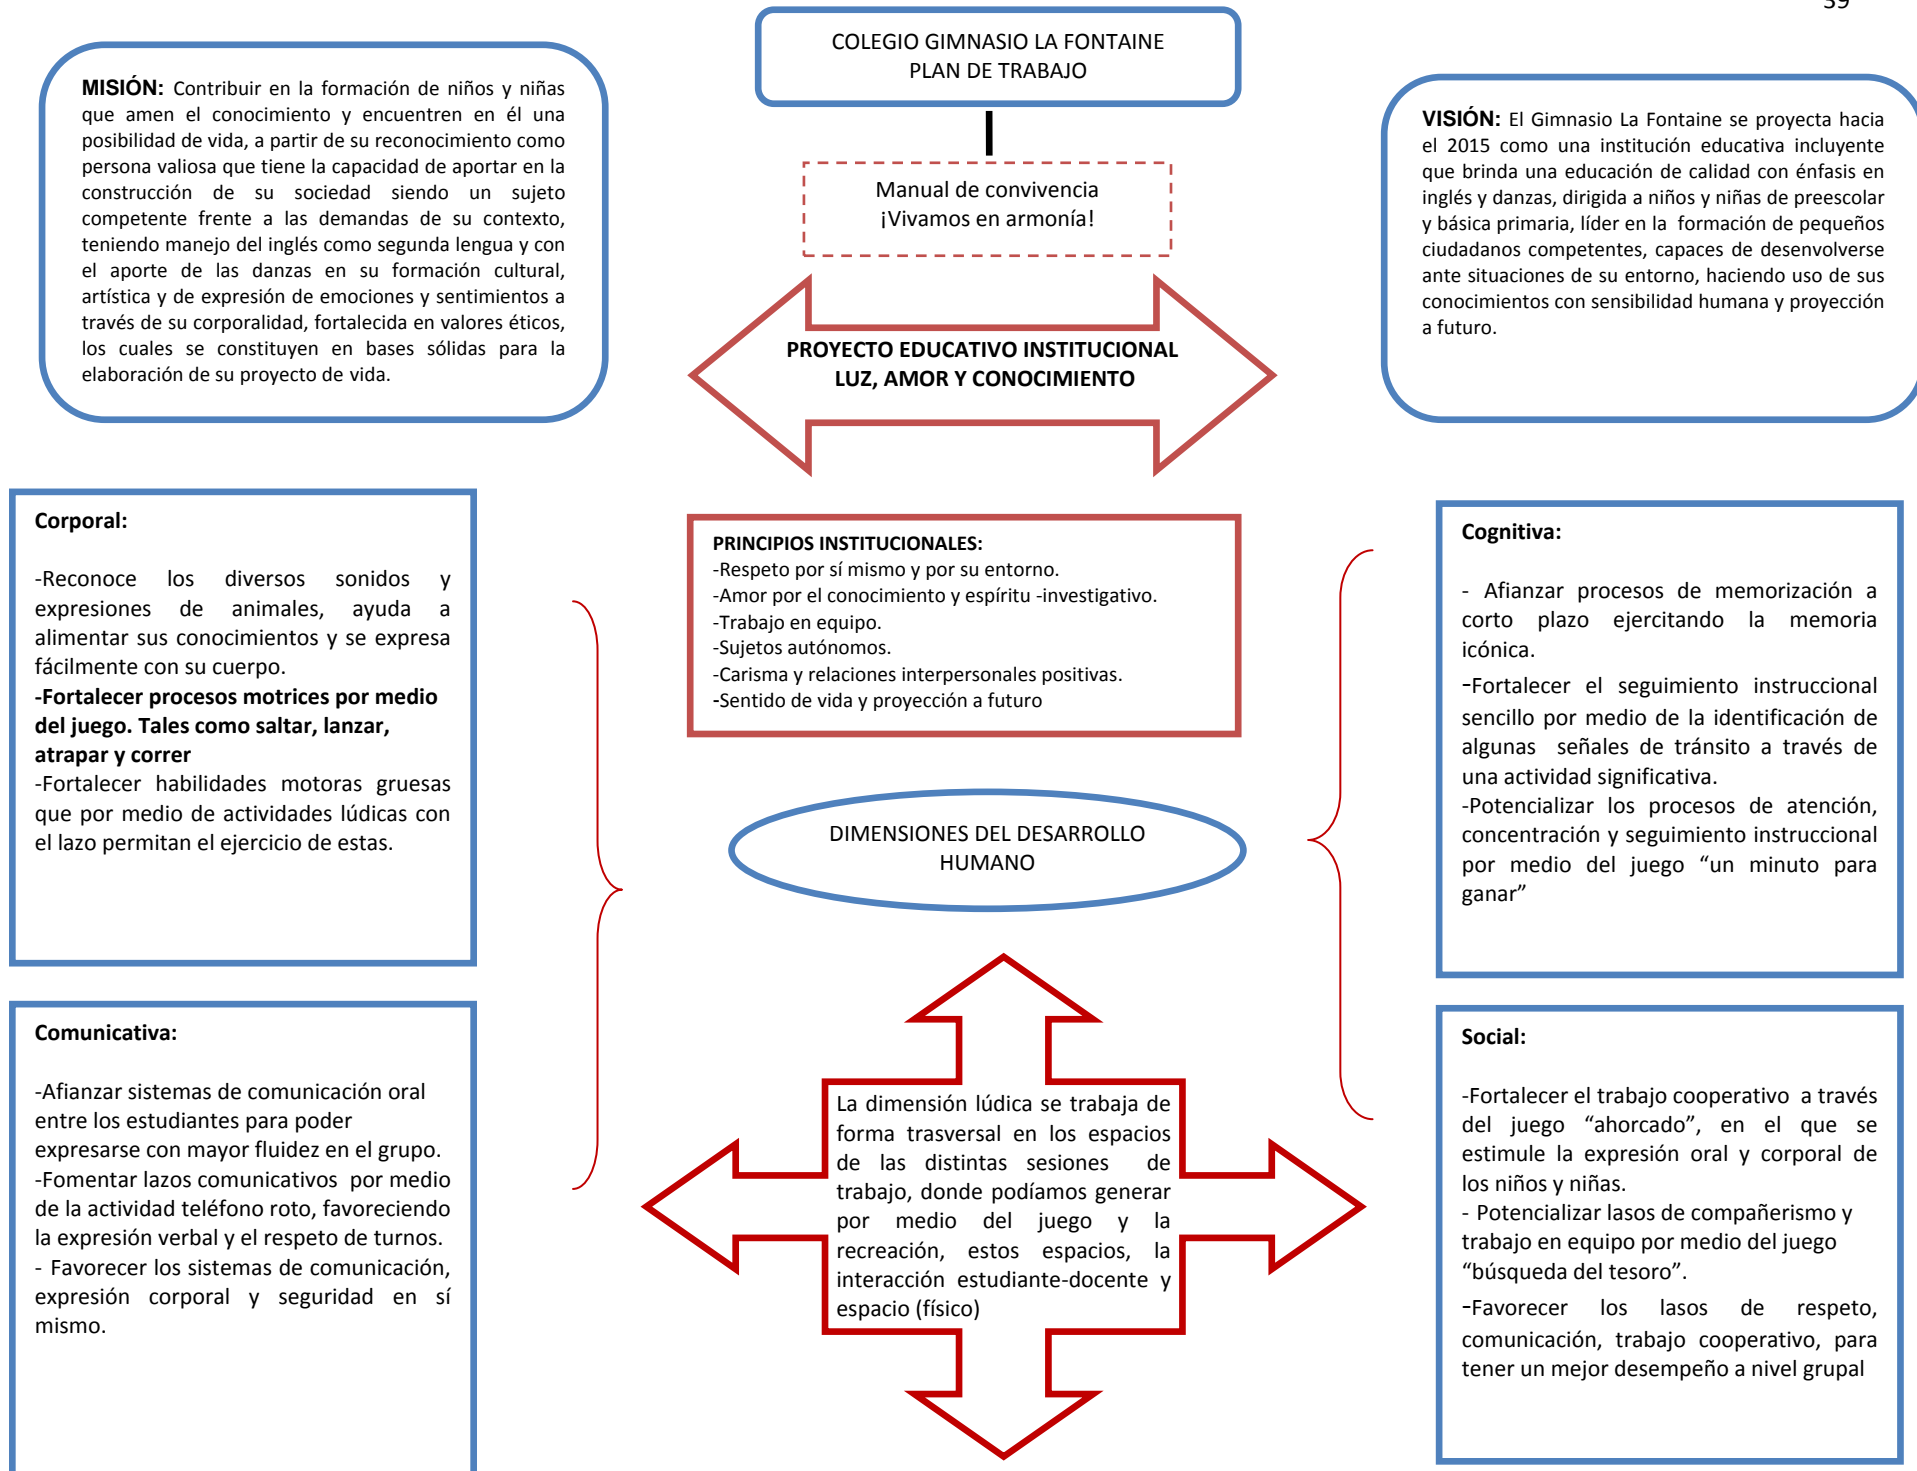 39
COLEGIO GIMNASIO LA FONTAINE
PLAN DE TRABAJO
MISIÓN: Contribuir en la formación de niños y niñas
que amen el conocimiento y encuentren en él una
posibilidad de vida, a partir de su reconocimiento como
persona valiosa que tiene la capacidad de aportar en la
construcción de su sociedad siendo un sujeto
competente frente a las demandas de su contexto,
teniendo manejo del inglés como segunda lengua y con
el aporte de las danzas en su formación cultural,
artística y de expresión de emociones y sentimientos a
través de su corporalidad, fortalecida en valores éticos,
los cuales se constituyen en bases sólidas para la
elaboración de su proyecto de vida.
Manual de convivencia
¡Vivamos en armonía!
VISIÓN: El Gimnasio La Fontaine se proyecta hacia
el 2015 como una institución educativa incluyente
que brinda una educación de calidad con énfasis en
inglés y danzas, dirigida a niños y niñas de preescolar
y básica primaria, líder en la  formación de pequeños
ciudadanos competentes, capaces de desenvolverse
ante situaciones de su entorno, haciendo uso de sus
conocimientos con sensibilidad humana y proyección
a futuro.
PROYECTO EDUCATIVO INSTITUCIONAL
LUZ, AMOR Y CONOCIMIENTO
Corporal:
-Reconoce los diversos sonidos y
expresiones de animales, ayuda a
alimentar sus conocimientos y se expresa
fácilmente con su cuerpo.
-Fortalecer procesos motrices por medio
del juego. Tales como saltar, lanzar,
atrapar y correr
-Fortalecer habilidades motoras gruesas
que por medio de actividades lúdicas con
el lazo permitan el ejercicio de estas.
PRINCIPIOS INSTITUCIONALES:
-Respeto por sí mismo y por su entorno.
-Amor por el conocimiento y espíritu -investigativo.
-Trabajo en equipo.
-Sujetos autónomos.
-Carisma y relaciones interpersonales positivas.
-Sentido de vida y proyección a futuro
Cognitiva:
- Afianzar procesos de memorización a
corto plazo ejercitando la memoria
icónica.
-Fortalecer el seguimiento instruccional
sencillo por medio de la identificación de
algunas  señales de tránsito a través de
una actividad significativa.
-Potencializar los procesos de atención,
concentración y seguimiento instruccional
por medio del juego “un minuto para
ganar”
DIMENSIONES DEL DESARROLLO
HUMANO
Comunicativa:
-Afianzar sistemas de comunicación oral
entre los estudiantes para poder
expresarse con mayor fluidez en el grupo.
-Fomentar lazos comunicativos  por medio
de la actividad teléfono roto, favoreciendo
la expresión verbal y el respeto de turnos.
- Favorecer los sistemas de comunicación,
expresión corporal y seguridad en sí
mismo.
La dimensión lúdica se trabaja de
forma trasversal en los espacios
de las distintas sesiones  de
trabajo, donde podíamos generar
por medio del juego y la
recreación, estos espacios, la
interacción estudiante-docente y
espacio (físico)
Social:
-Fortalecer el trabajo cooperativo  a través
del juego “ahorcado”, en el que se
estimule la expresión oral y corporal de
los niños y niñas.
- Potencializar lasos de compañerismo y
trabajo en equipo por medio del juego
“búsqueda del tesoro”.
-Favorecer los lasos de respeto,
comunicación, trabajo cooperativo, para
tener un mejor desempeño a nivel grupal